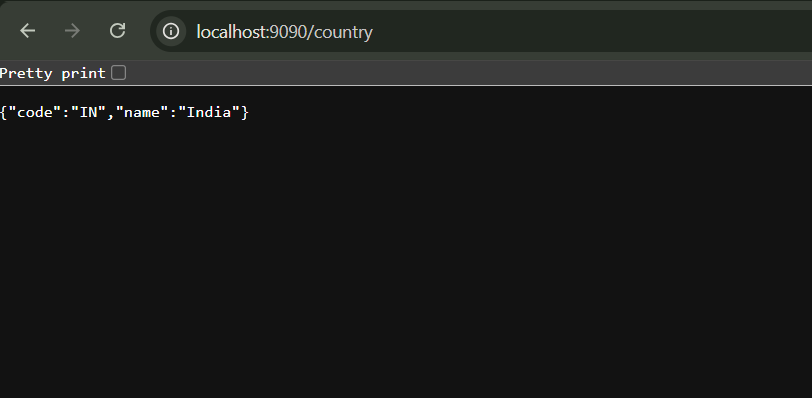 localhost:9090/country
Pretty print
{"code":"IN","name":"India"}